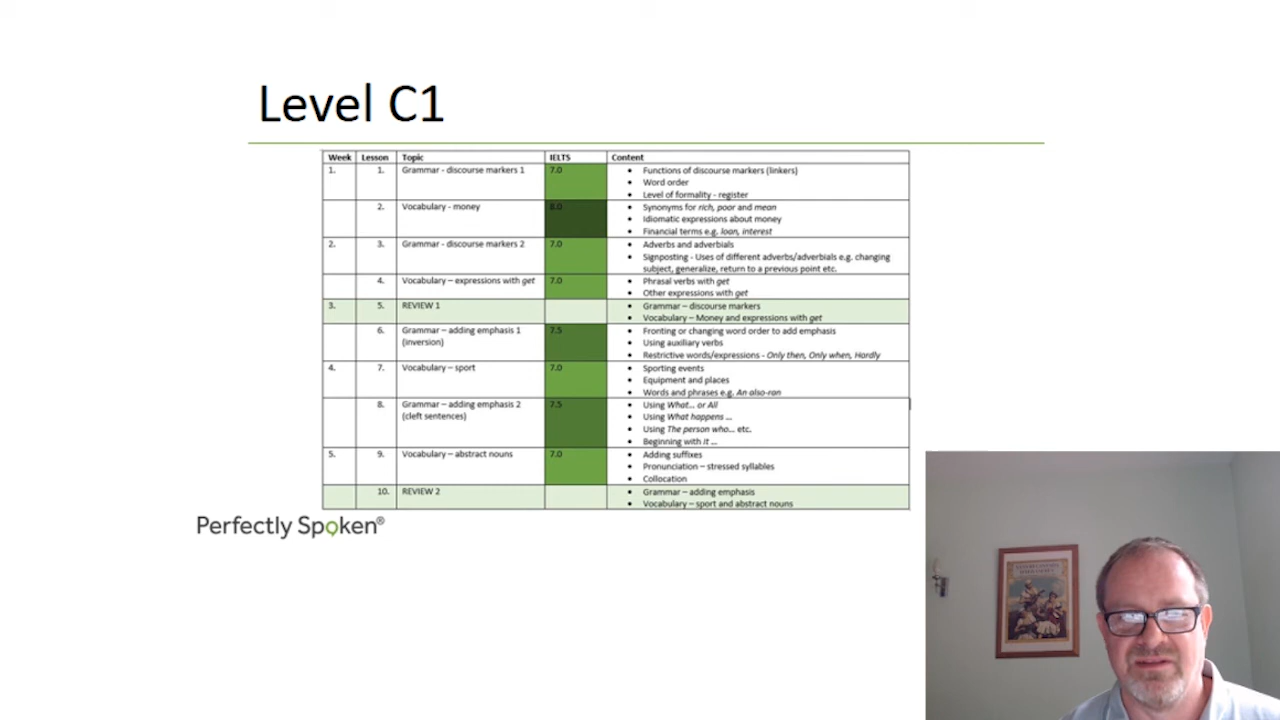 Level C1
Week Lesson Topic IELTS Content
1. 1. Grammar - discourse markers 1 7.0 • Functions of discourse markers (linkers)
• Word order
• Level of formality - register
2. Vocabulary - money 8.0 • Synonyms for rich, poor and mean
• Idiomatic expressions about money
• Financial terms e.g. loan, interest
2. 3. Grammar - discourse markers 2 7.0 • Adverbs and adverbials
• Signposting - Uses of different adverbs/adverbials e.g. changing
subject, generalize, return to a previous point etc.
4. Vocabulary – expressions with get 7.0 • Phrasal verbs with get
• Other expressions with get
3. 5. REVIEW 1 • Grammar – discourse markers
• Vocabulary – Money and expressions with get
6. Grammar – adding emphasis 1 7.5 • Fronting or changing word order to add emphasis
(inversion) • Using auxiliary verbs
• Restrictive words/expressions - Only then, Only when, Hardly
4. 7. Vocabulary – sport 7.0 • Sporting events
• Equipment and places
• Words and phrases e.g. An also-ran
8. Grammar – adding emphasis 2 7.5 • Using What... or All
(cleft sentences) • Using What happens ...
• Using The person who... etc.
• Beginning with it ...
5. 9. Vocabulary – abstract nouns 7.0 • Adding suffixes
• Pronunciation – stressed syllables
• Collocation
10. REVIEW 2 • Grammar – adding emphasis
• Vocabulary – sport and abstract nouns
Perfectly Spoken®